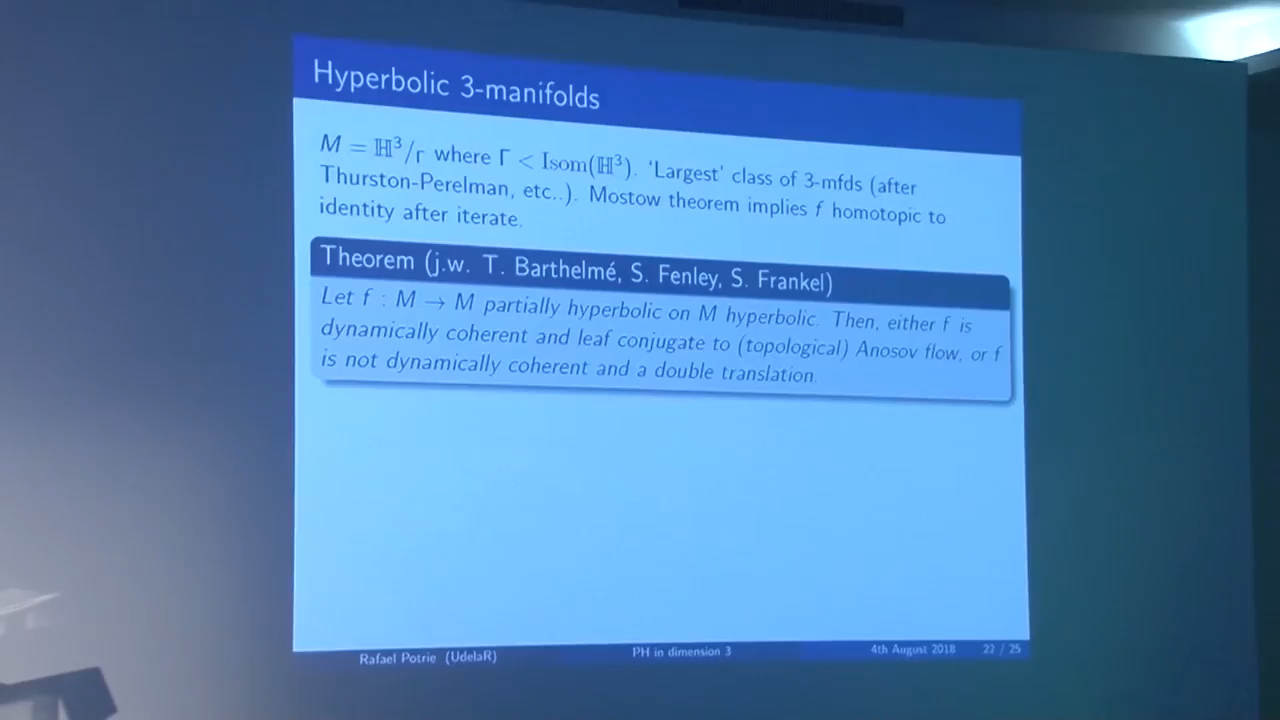 Hyperbolic 3-manifolds
M = ℍ³/Γ where Γ < Isom(ℍ³). 'Largest' class of 3-mfds (after
Thurston-Perelman, etc..). Mostow theorem implies f homotopic to
identity after iterate.
Theorem (j.w. T. Barthelmé, S. Fenley, S. Frankel)
Let f : M → M partially hyperbolic on M hyperbolic. Then, either f is
dynamically coherent and leaf conjugate to (topological) Anosov flow, or f
is not dynamically coherent and a double translation.
Rafael Potrie (UdelaR) PH in dimension 3 4th August 2018 22 / 25